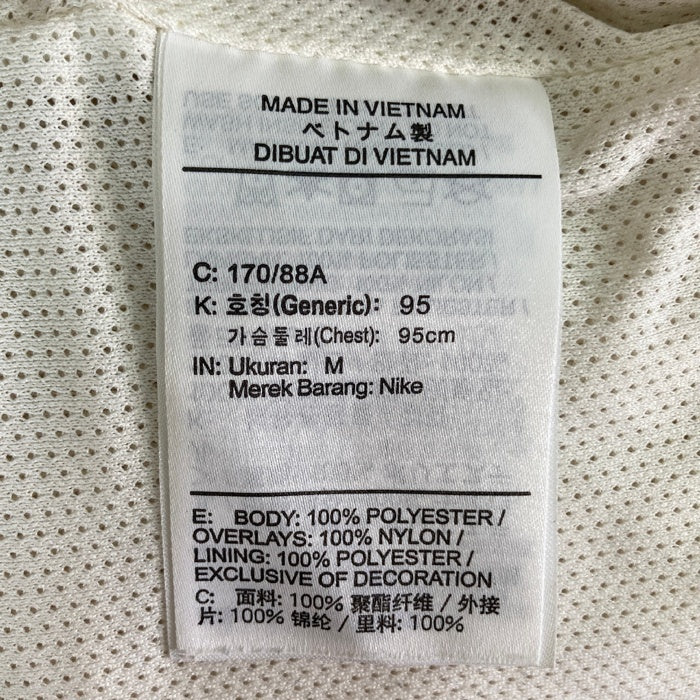 MADE IN VIETNAM
ベトナム製
DIBUAT DI VIETNAM
C: 170/88A
K: 호칭(Generic): 95
가슴둘레(Chest): 95cm
IN: Ukuran: M
Merek Barang: Nike
E: BODY: 100% POLYESTER /
OVERLAYS: 100% NYLON /
LINING: 100% POLYESTER /
EXCLUSIVE OF DECORATION
C: 面料: 100% 聚酯纤维 / 外接
片: 100% 锦纶 / 里料: 100%